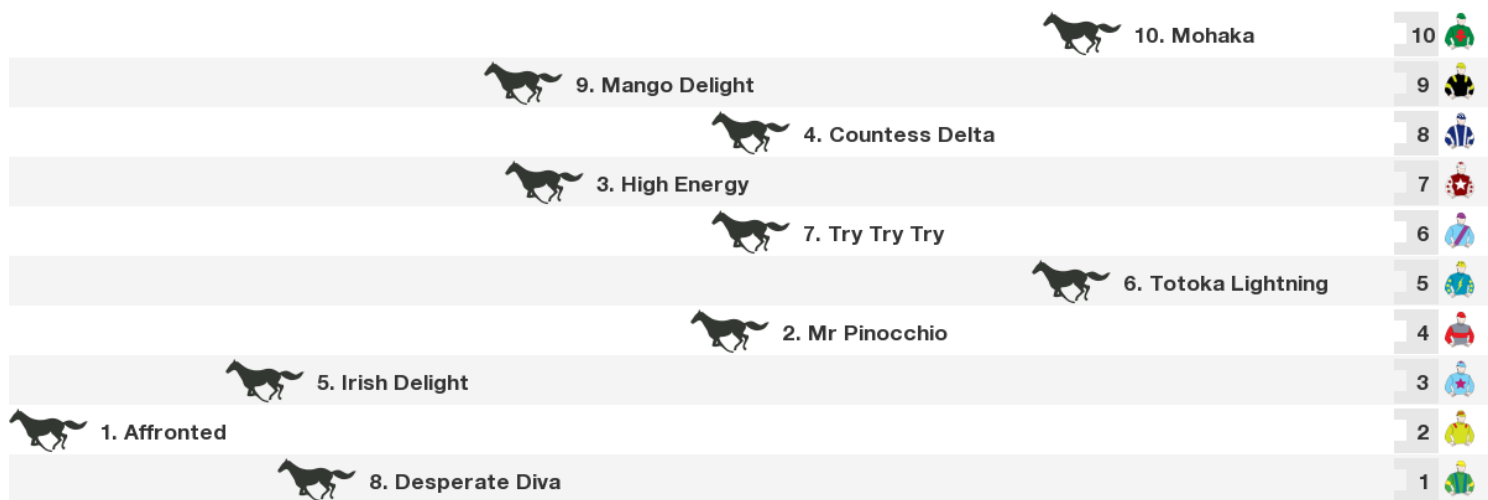 10. Mohaka 10
9. Mango Delight 9
4. Countess Delta 8
3. High Energy 7
7. Try Try Try 6
6. Totoka Lightning 5
2. Mr Pinocchio 4
5. Irish Delight 3
1. Affronted 2
8. Desperate Diva 1